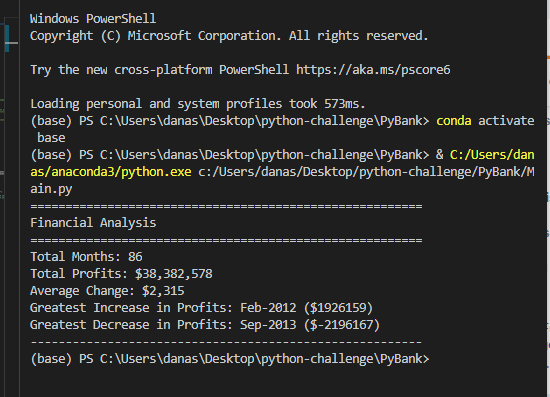 Windows PowerShell
Copyright (C) Microsoft Corporation. All rights reserved.
Try the new cross-platform PowerShell https://aka.ms/pscore6
Loading personal and system profiles took 573ms.
(base) PS C:\Users\danas\Desktop\python-challenge\PyBank> conda activate
base
(base) PS C:\Users\danas\Desktop\python-challenge\PyBank> & C:/Users/dan
as/anaconda3/python.exe c:/Users/danas/Desktop/python-challenge/PyBank/M
ain.py
========================================================
Financial Analysis
========================================================
Total Months: 86
Total Profits: $38,382,578
Average Change: $2,315
Greatest Increase in Profits: Feb-2012 ($1926159)
Greatest Decrease in Profits: Sep-2013 ($-2196167)
--------------------------------------------------------
(base) PS C:\Users\danas\Desktop\python-challenge\PyBank>